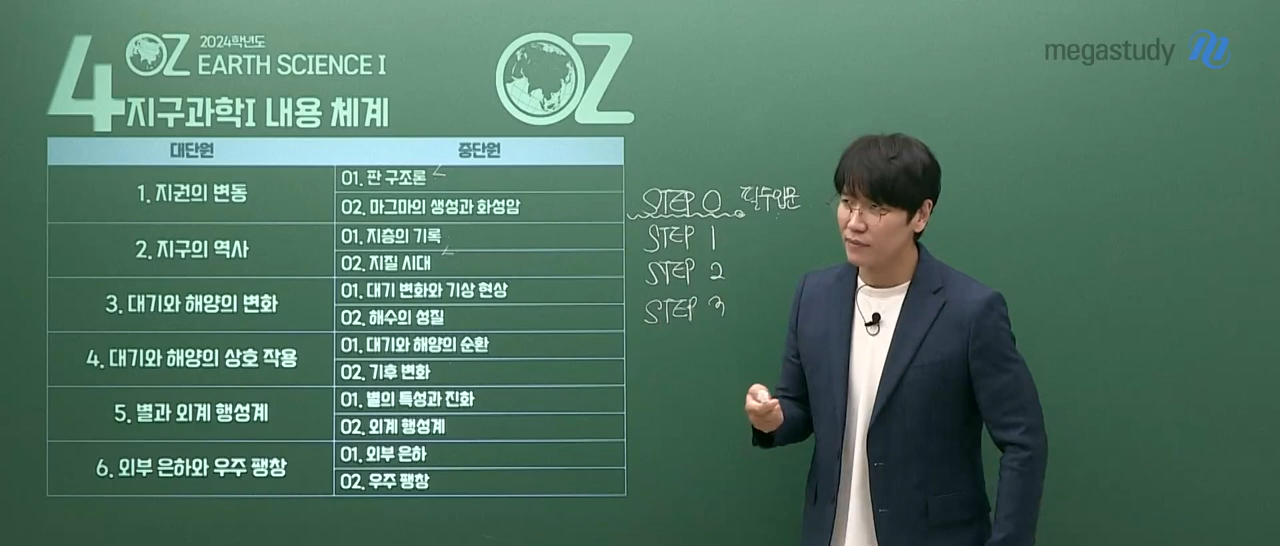 4
OZ 2024학년도
EARTH SCIENCE I
지구과학I 내용 체계
OZ
megastudy
대단원 중단원
1. 지권의 변동
01. 판 구조론
02. 마그마의 생성과 화성암
2. 지구의 역사
01. 지층의 기록
02. 지질 시대
3. 대기와 해양의 변화
01. 대기 변화와 기상 현상
02. 해수의 성질
4. 대기와 해양의 상호 작용
01. 대기와 해양의 순환
02. 기후 변화
5. 별과 외계 행성계
01. 별의 특성과 진화
02. 외계 행성계
6. 외부 은하와 우주 팽창
01. 외부 은하
02. 우주 팽창
STEP 0 필수입문
STEP 1
STEP 2
STEP 3